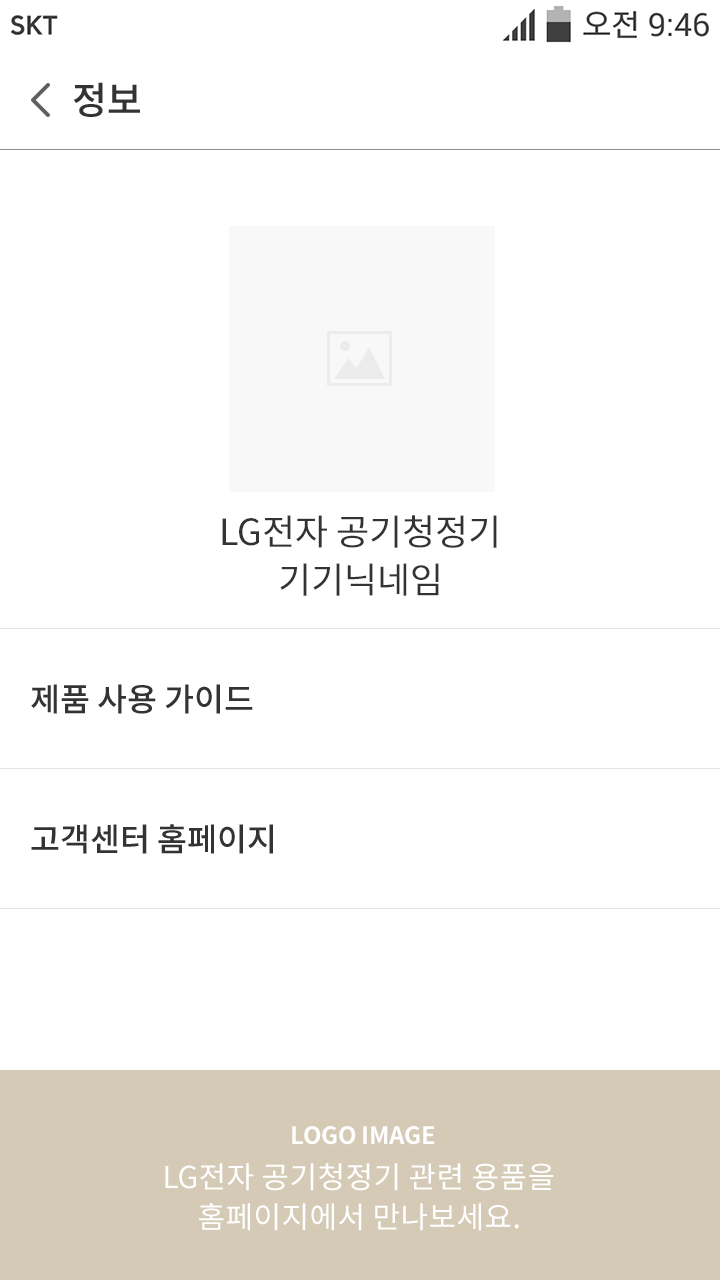 SKT
오전 9:46
정보
LG전자 공기청정기
기기닉네임
제품 사용 가이드
고객센터 홈페이지
LOGO IMAGE
LG전자 공기청정기 관련 용품을
홈페이지에서 만나보세요.